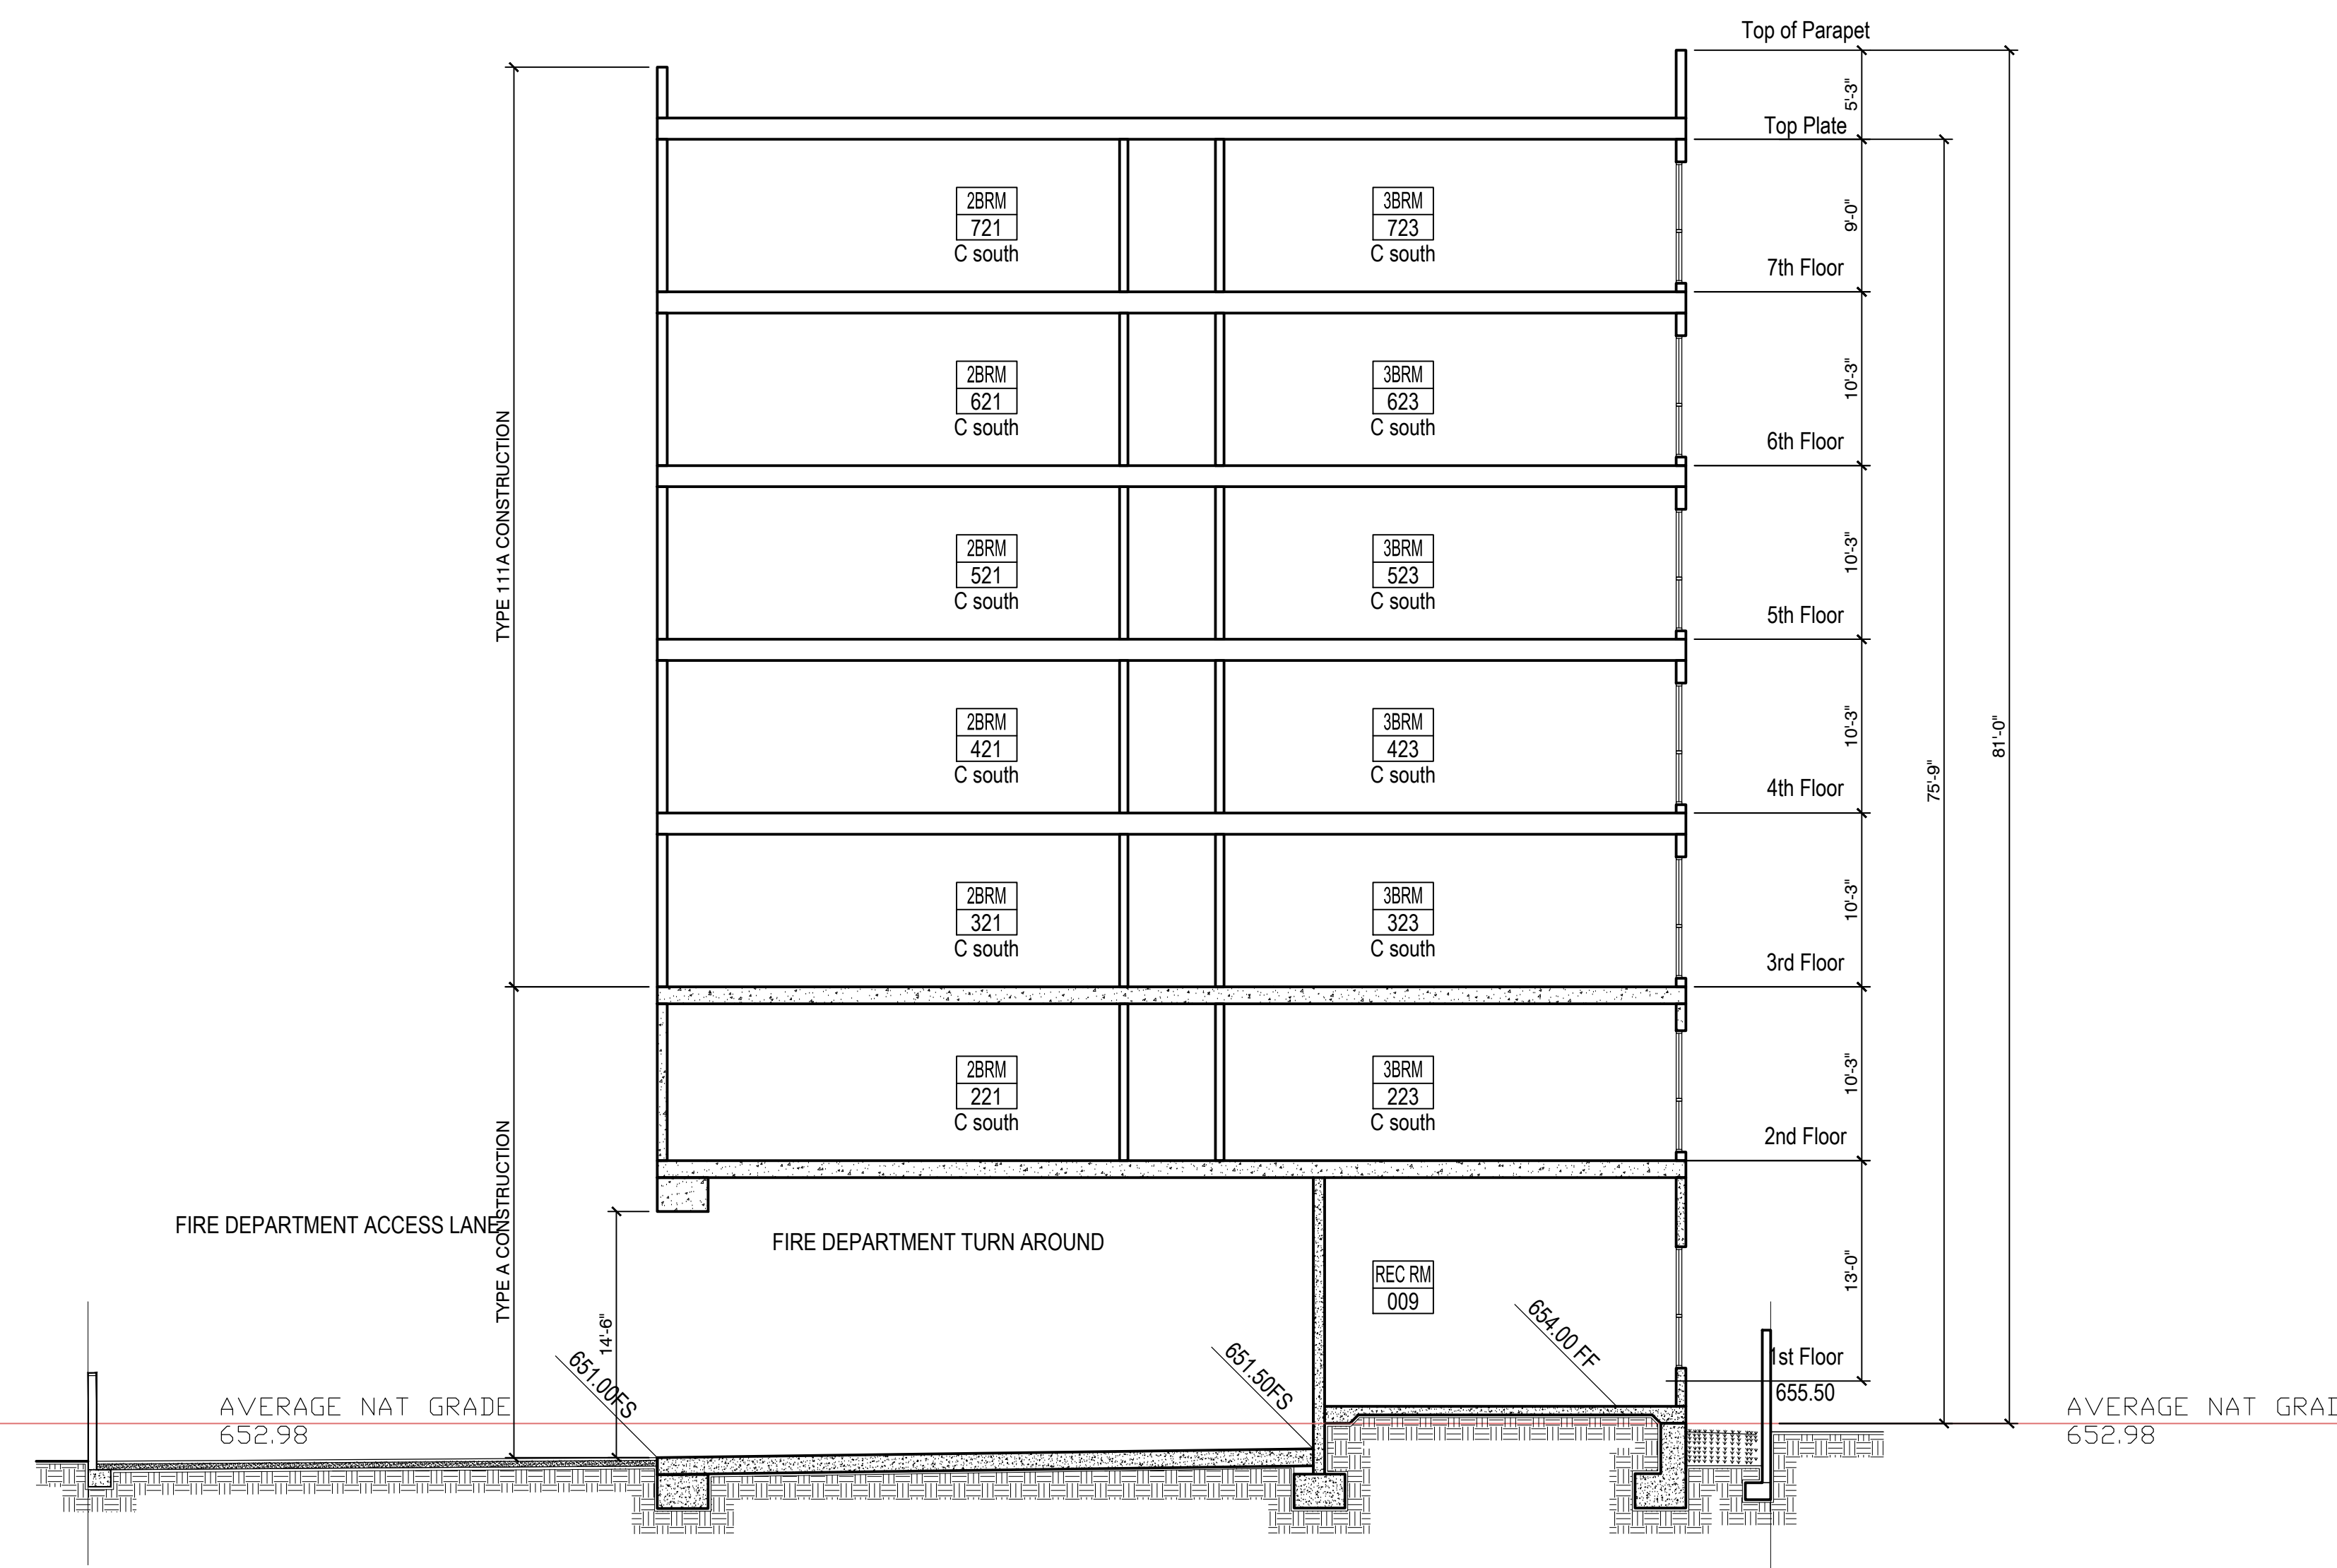 Top of Parapet
5'-3"
Top Plate
2BRM
721
C south
3BRM
723
C south
9'-0"
7th Floor
2BRM
621
C south
3BRM
623
C south
10'-3"
6th Floor
TYPE 111A CONSTRUCTION
2BRM
521
C south
3BRM
523
C south
10'-3"
5th Floor
2BRM
421
C south
3BRM
423
C south
10'-3"
4th Floor
75'-9"
81'-0"
2BRM
321
C south
3BRM
323
C south
10'-3"
3rd Floor
2BRM
221
C south
3BRM
223
C south
10'-3"
2nd Floor
TYPE A CONSTRUCTION
FIRE DEPARTMENT ACCESS LANE
FIRE DEPARTMENT TURN AROUND
14'-6"
REC RM
009
13'-0"
651.00FS
651.50FS
654.00 FF
1st Floor
655.50
AVERAGE NAT GRADE
652.98
AVERAGE NAT GRAD
652.98